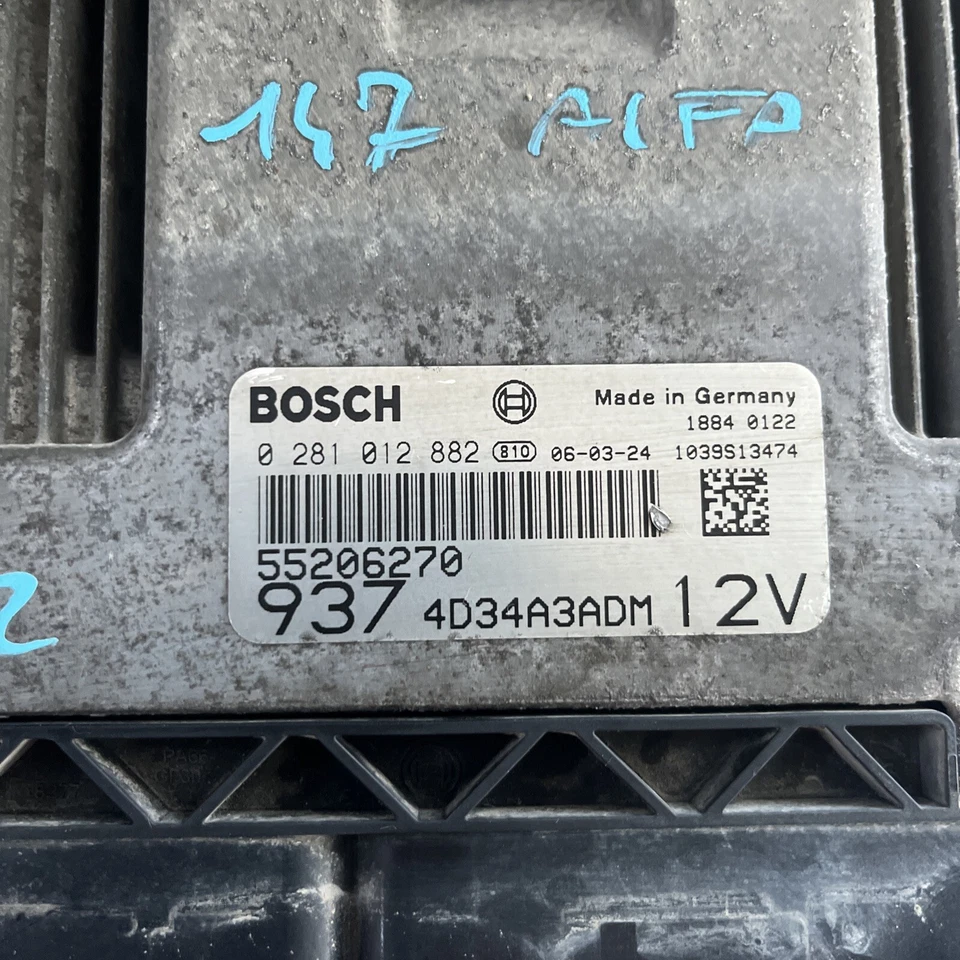 147 ALFA
BOSCH Made in Germany
1884 0122
0 281 012 882 810 06-03-24 1039S13474
55206270
937 4D34A3ADM 12V
2